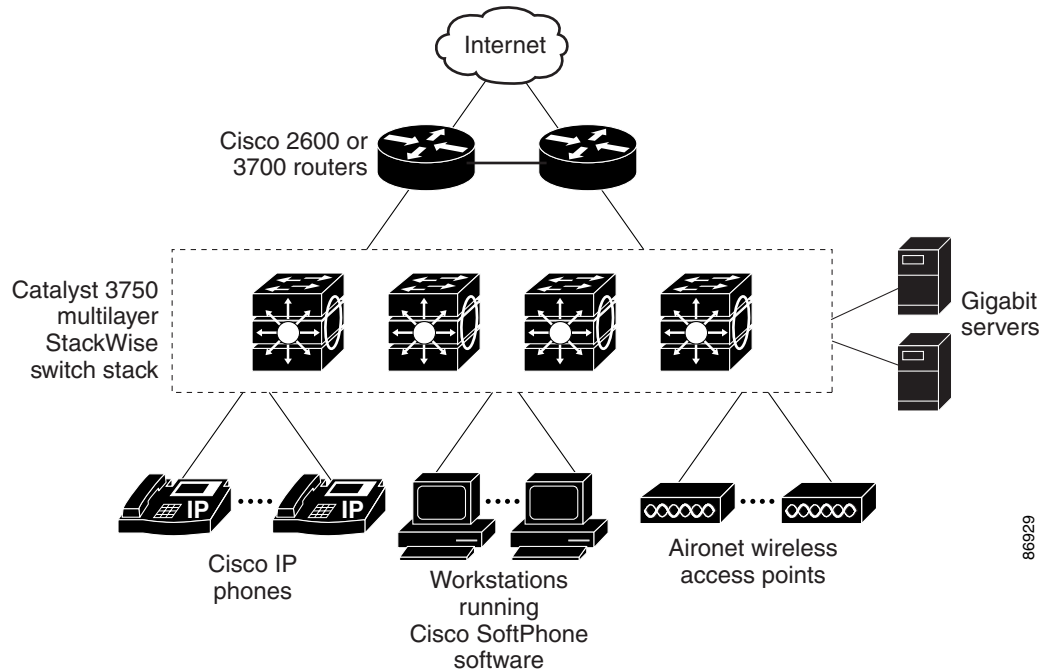 Internet
Cisco 2600 or
3700 routers
Catalyst 3750
multilayer
StackWise
switch stack
Gigabit
servers
IP
IP
Cisco IP
phones
Workstations
running
Cisco SoftPhone
software
Aironet wireless
access points
86929